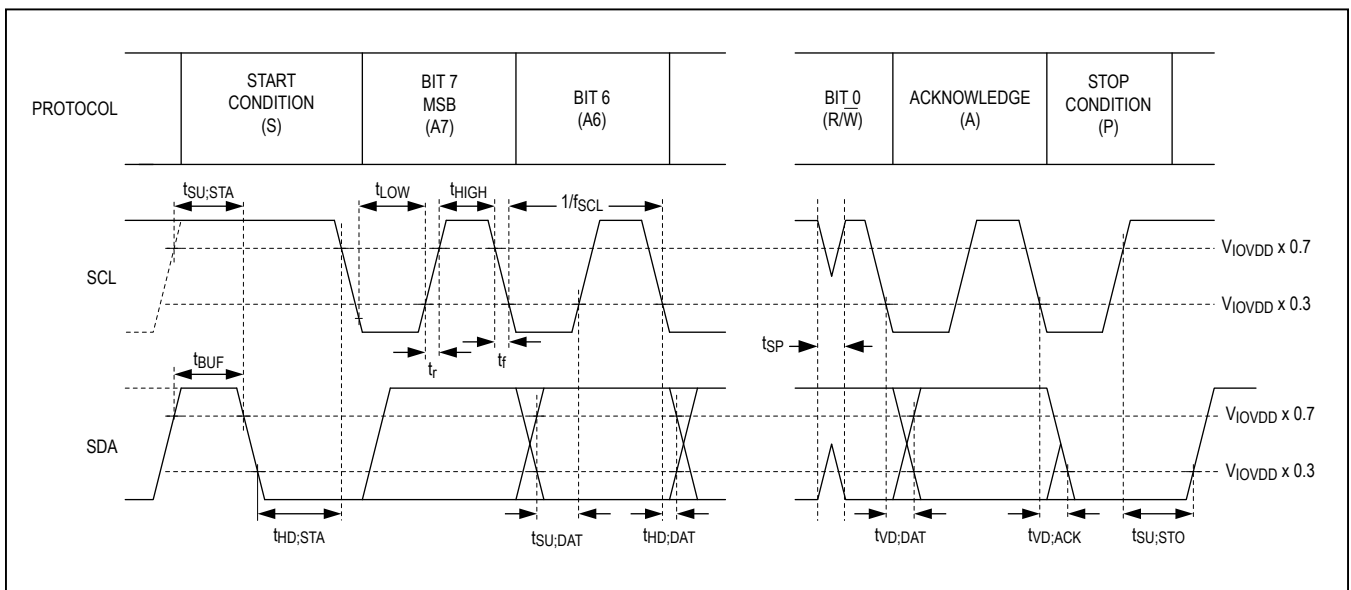 PROTOCOL
START
CONDITION
(S)
BIT 7
MSB
(A7)
BIT 6
(A6)
BIT 0
(R/W̅)
ACKNOWLEDGE
(A)
STOP
CONDITION
(P)
tSU;STA
tLOW
tHIGH
1/fSCL
SCL
VIOVDD x 0.7
VIOVDD x 0.3
tBUF
tr
tf
tSP
SDA
VIOVDD x 0.7
VIOVDD x 0.3
tHD;STA
tSU;DAT
tHD;DAT
tVD;DAT
tVD;ACK
tSU;STO